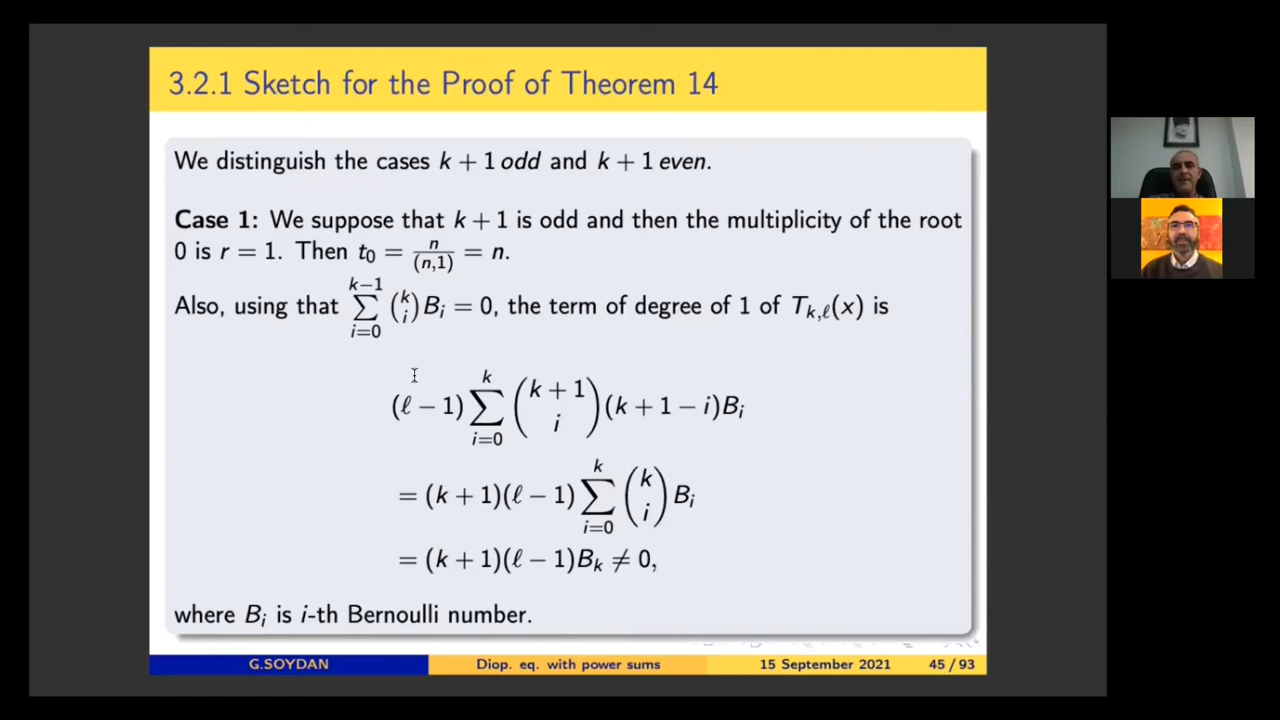 3.2.1 Sketch for the Proof of Theorem 14
We distinguish the cases k + 1 odd and k + 1 even.
Case 1: We suppose that k + 1 is odd and then the multiplicity of the root
0 is r = 1. Then t₀ = n/(n,1) = n.
Also, using that ∑_{i=0}^{k−1} (k choose i) B_i = 0, the term of degree of 1 of T_{k,ℓ}(x) is
(ℓ − 1) ∑_{i=0}^{k} (k + 1 choose i) (k + 1 − i)B_i
= (k + 1)(ℓ − 1) ∑_{i=0}^{k} (k choose i) B_i
= (k + 1)(ℓ − 1)B_k ≠ 0,
where B_i is i-th Bernoulli number.
G.SOYDAN Diop. eq. with power sums 15 September 2021 45 / 93